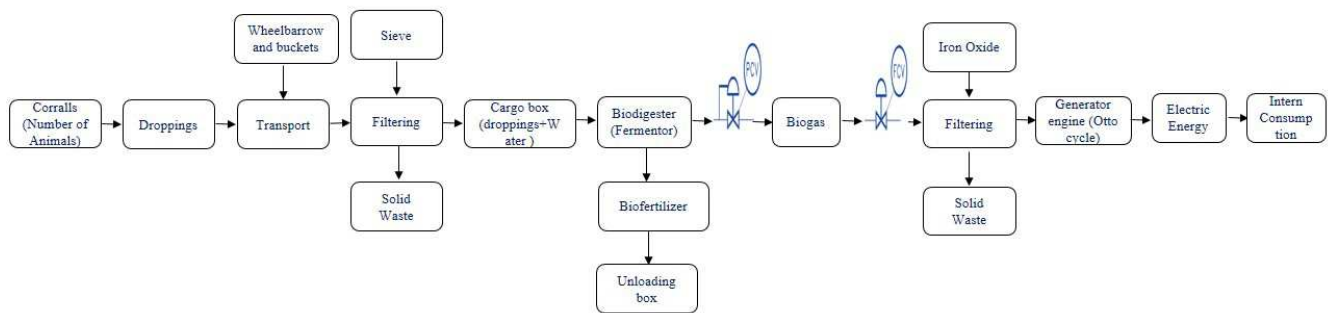 Wheelbarrow
and buckets
Sieve
Iron Oxide
PCV
FCV
Corralls
(Number of
Animals)
Droppings
Transport
Filtering
Cargo box
(droppings+W
ater )
Biodigester
(Fermentor)
Biogas
Filtering
Generator
engine (Otto
cycle)
Electric
Energy
Intern
Consump
tion
Solid
Waste
Biofertilizer
Solid
Waste
Unloading
box